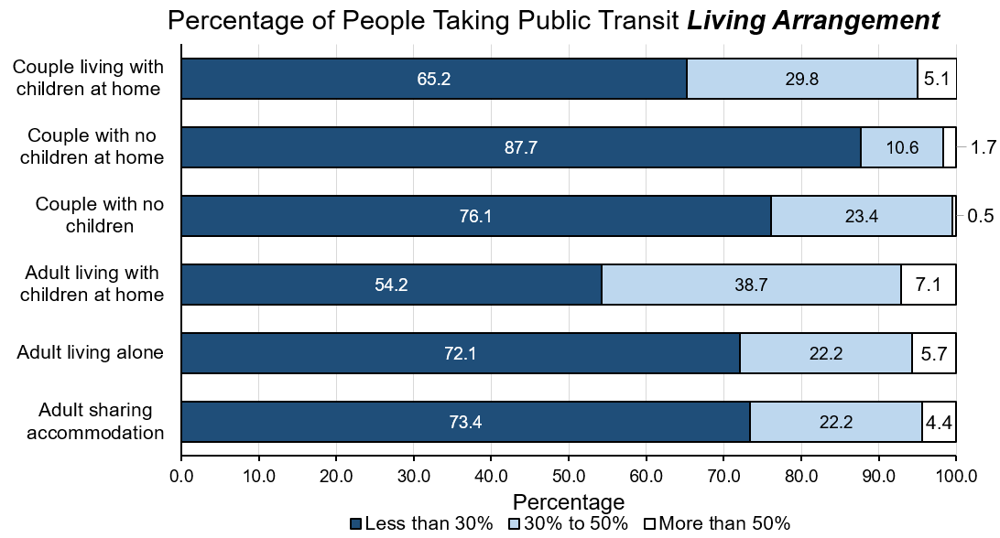 Percentage of People Taking Public Transit Living Arrangement
Couple living with
children at home
65.2
29.8
5.1
Couple with no
children at home
87.7
10.6
1.7
Couple with no
children
76.1
23.4
0.5
Adult living with
children at home
54.2
38.7
7.1
Adult living alone
72.1
22.2
5.7
Adult sharing
accommodation
73.4
22.2
4.4
0.0 10.0 20.0 30.0 40.0 50.0 60.0 70.0 80.0 90.0 100.0
Percentage
Less than 30% 30% to 50% More than 50%